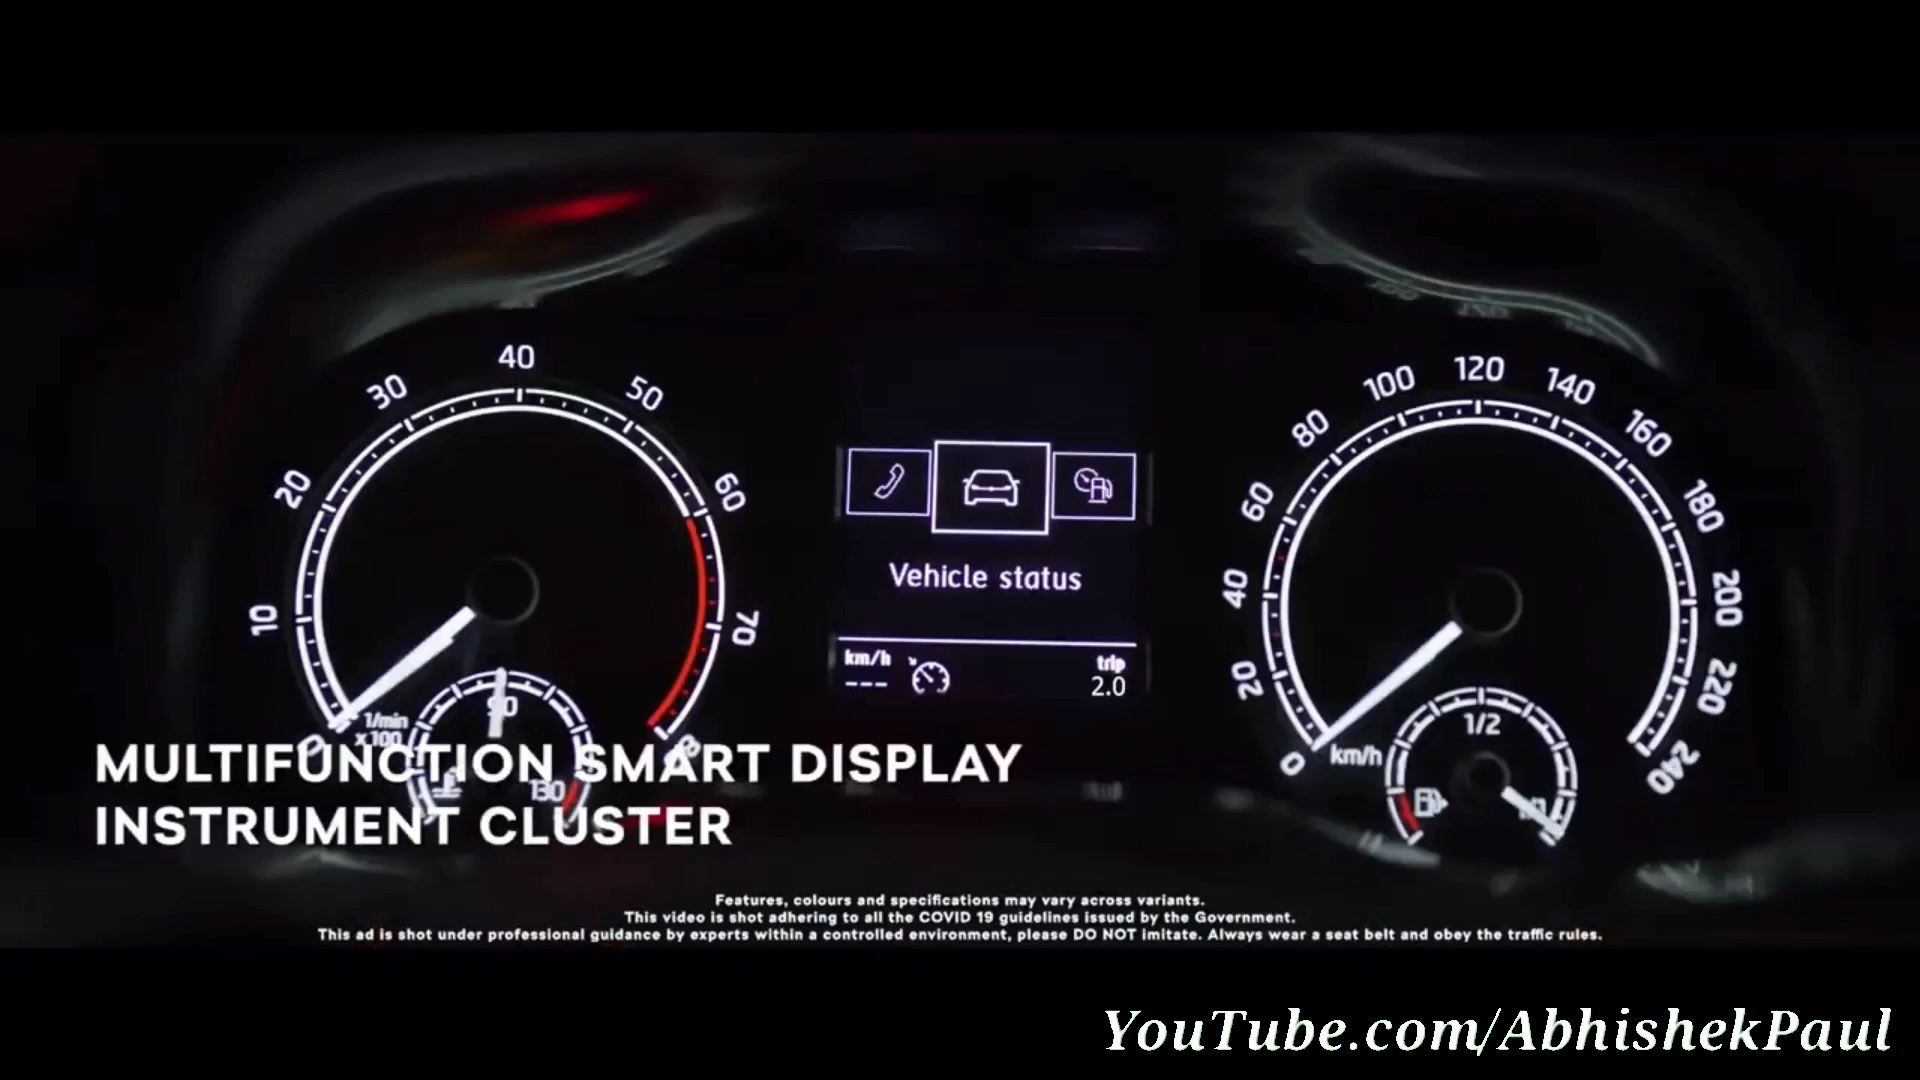 40
30
50
20
60
10
70
1/min
x100
90
130
Vehicle status
km/h
---
trip
2.0
120
100
140
80
160
60
180
40
200
20
220
0
240
km/h
1/2
MULTIFUNCTION SMART DISPLAY
INSTRUMENT CLUSTER
Features, colours and specifications may vary across variants.
This video is shot adhering to all the COVID 19 guidelines issued by the Government.
This ad is shot under professional guidance by experts within a controlled environment, please DO NOT imitate. Always wear a seat belt and obey the traffic rules.
YouTube.com/AbhishekPaul